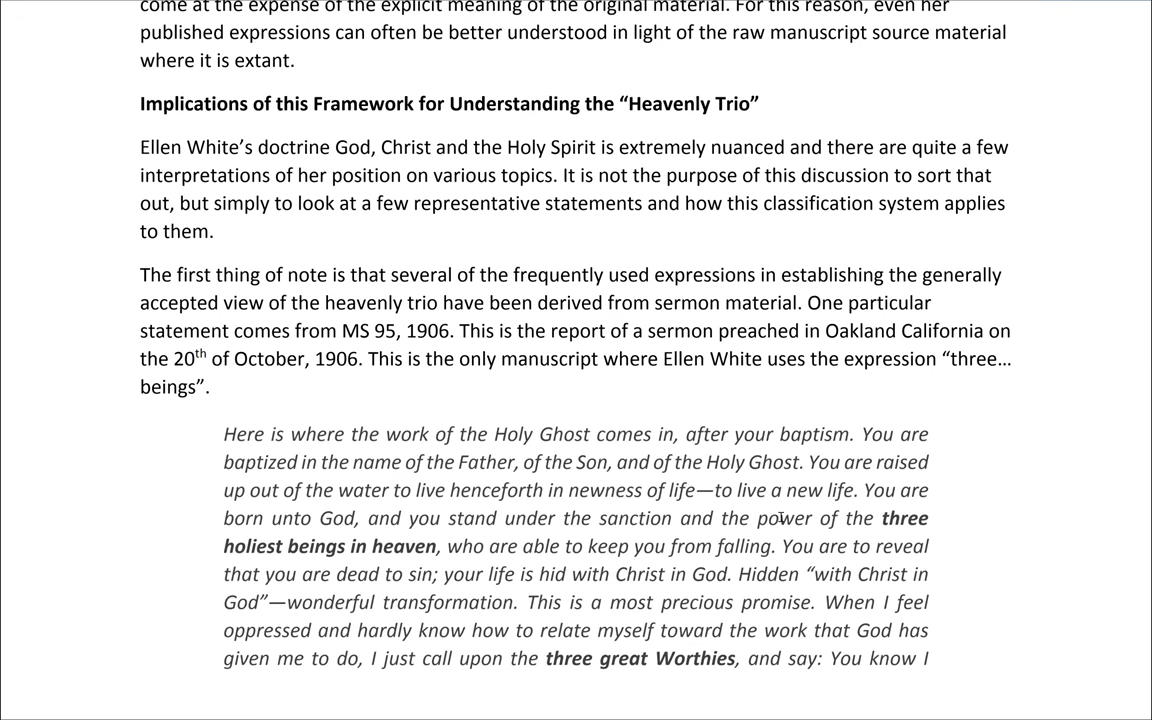 come at the expense of the explicit meaning of the original material. For this reason, even her
published expressions can often be better understood in light of the raw manuscript source material
where it is extant.
Implications of this Framework for Understanding the “Heavenly Trio”
Ellen White’s doctrine God, Christ and the Holy Spirit is extremely nuanced and there are quite a few
interpretations of her position on various topics. It is not the purpose of this discussion to sort that
out, but simply to look at a few representative statements and how this classification system applies
to them.
The first thing of note is that several of the frequently used expressions in establishing the generally
accepted view of the heavenly trio have been derived from sermon material. One particular
statement comes from MS 95, 1906. This is the report of a sermon preached in Oakland California on
the 20th of October, 1906. This is the only manuscript where Ellen White uses the expression “three…
beings”.
Here is where the work of the Holy Ghost comes in, after your baptism. You are
baptized in the name of the Father, of the Son, and of the Holy Ghost. You are raised
up out of the water to live henceforth in newness of life—to live a new life. You are
born unto God, and you stand under the sanction and the power of the three
holiest beings in heaven, who are able to keep you from falling. You are to reveal
that you are dead to sin; your life is hid with Christ in God. Hidden “with Christ in
God”—wonderful transformation. This is a most precious promise. When I feel
oppressed and hardly know how to relate myself toward the work that God has
given me to do, I just call upon the three great Worthies, and say: You know I